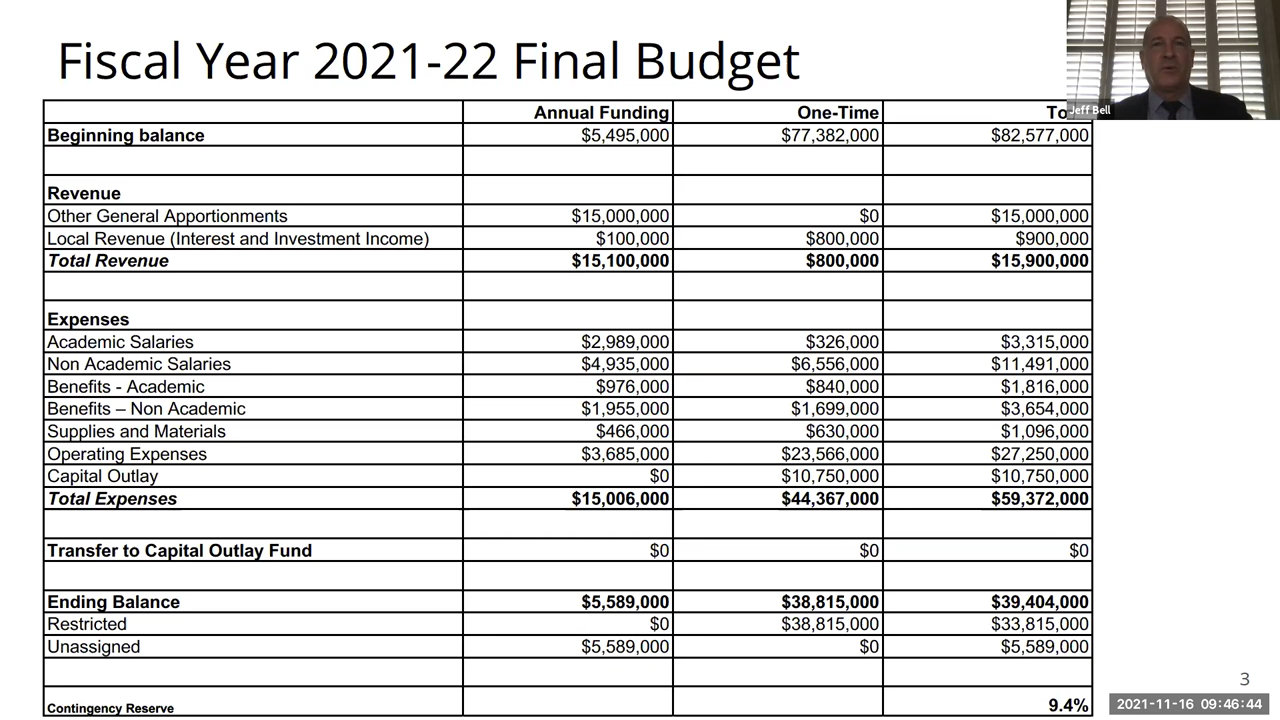 Fiscal Year 2021-22 Final Budget
Jeff Bell
Annual Funding One-Time To
Beginning balance $5,495,000 $77,382,000 $82,577,000
Revenue
Other General Apportionments $15,000,000 $0 $15,000,000
Local Revenue (Interest and Investment Income) $100,000 $800,000 $900,000
Total Revenue $15,100,000 $800,000 $15,900,000
Expenses
Academic Salaries $2,989,000 $326,000 $3,315,000
Non Academic Salaries $4,935,000 $6,556,000 $11,491,000
Benefits - Academic $976,000 $840,000 $1,816,000
Benefits – Non Academic $1,955,000 $1,699,000 $3,654,000
Supplies and Materials $466,000 $630,000 $1,096,000
Operating Expenses $3,685,000 $23,566,000 $27,250,000
Capital Outlay $0 $10,750,000 $10,750,000
Total Expenses $15,006,000 $44,367,000 $59,372,000
Transfer to Capital Outlay Fund $0 $0 $0
Ending Balance $5,589,000 $38,815,000 $39,404,000
Restricted $0 $38,815,000 $33,815,000
Unassigned $5,589,000 $0 $5,589,000
Contingency Reserve 9.4%
3
2021-11-16 09:46:44